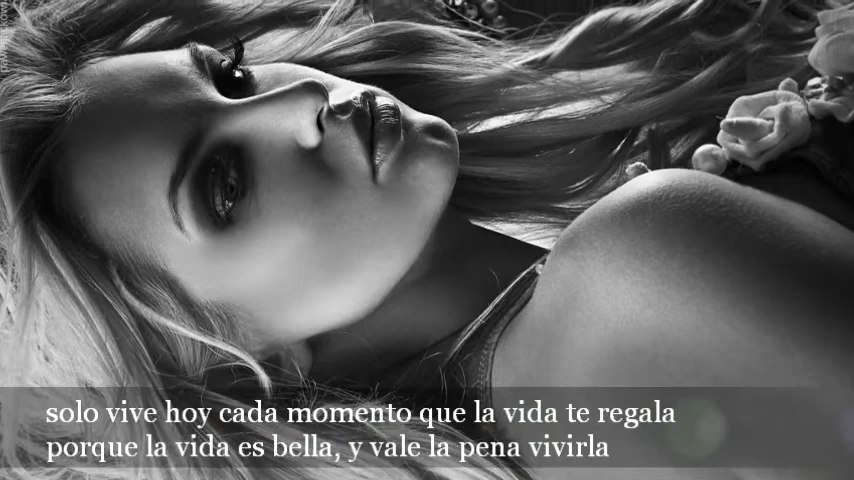 solo vive hoy cada momento que la vida te regala
porque la vida es bella, y vale la pena vivirla